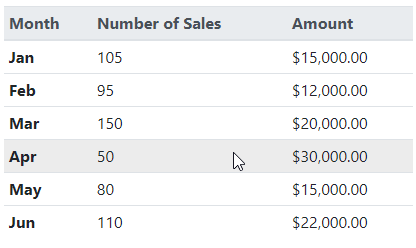 Month Number of Sales Amount
Jan 105 $15,000.00
Feb 95 $12,000.00
Mar 150 $20,000.00
Apr 50 $30,000.00
May 80 $15,000.00
Jun 110 $22,000.00